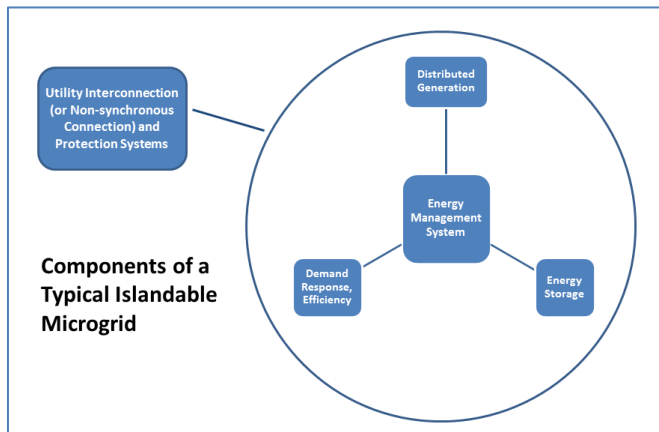 Utility Interconnection
(or Non-synchronous
Connection) and
Protection Systems
Distributed
Generation
Energy
Management
System
Demand
Response,
Efficiency
Energy
Storage
Components of a
Typical Islandable
Microgrid